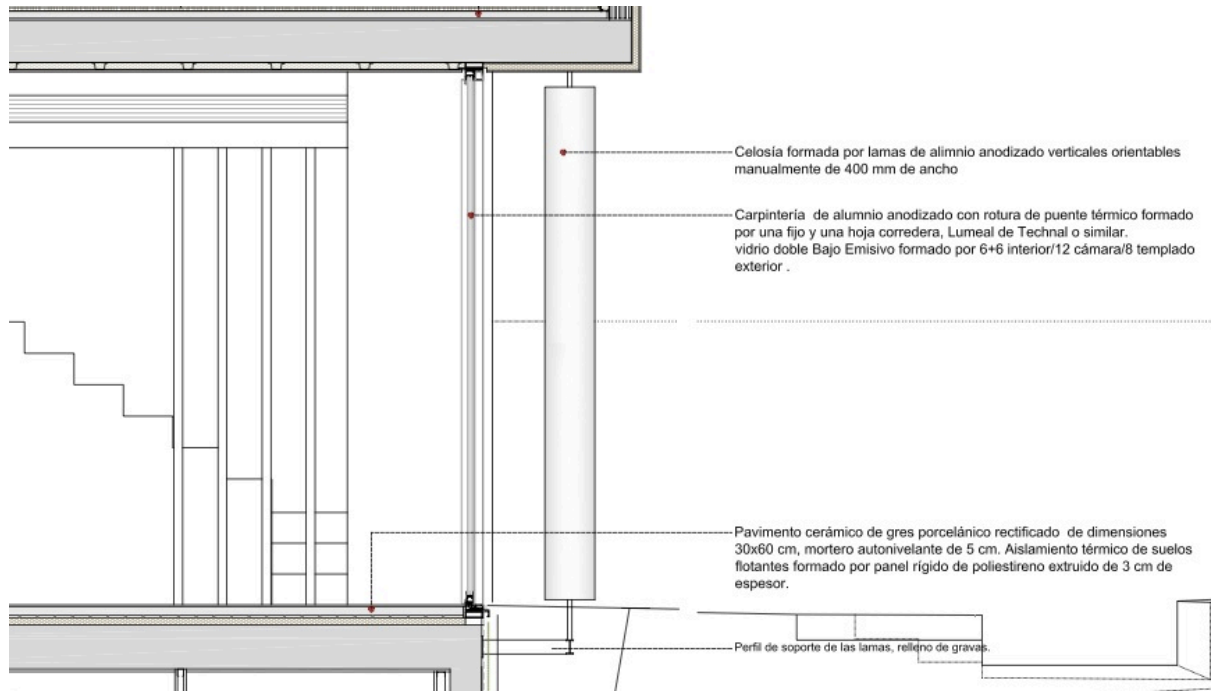 Celosía formada por lamas de alimnio anodizado verticales orientables
manualmente de 400 mm de ancho
Carpintería de alumnio anodizado con rotura de puente térmico formado
por una fijo y una hoja corredera, Lumeal de Technal o similar.
vidrio doble Bajo Emisivo formado por 6+6 interior/12 cámara/8 templado
exterior .
Pavimento cerámico de gres porcelánico rectificado de dimensiones
30x60 cm, mortero autonivelante de 5 cm. Aislamiento térmico de suelos
flotantes formado por panel rígido de poliestireno extruido de 3 cm de
espesor.
Perfil de soporte de las lamas, relleno de gravas.